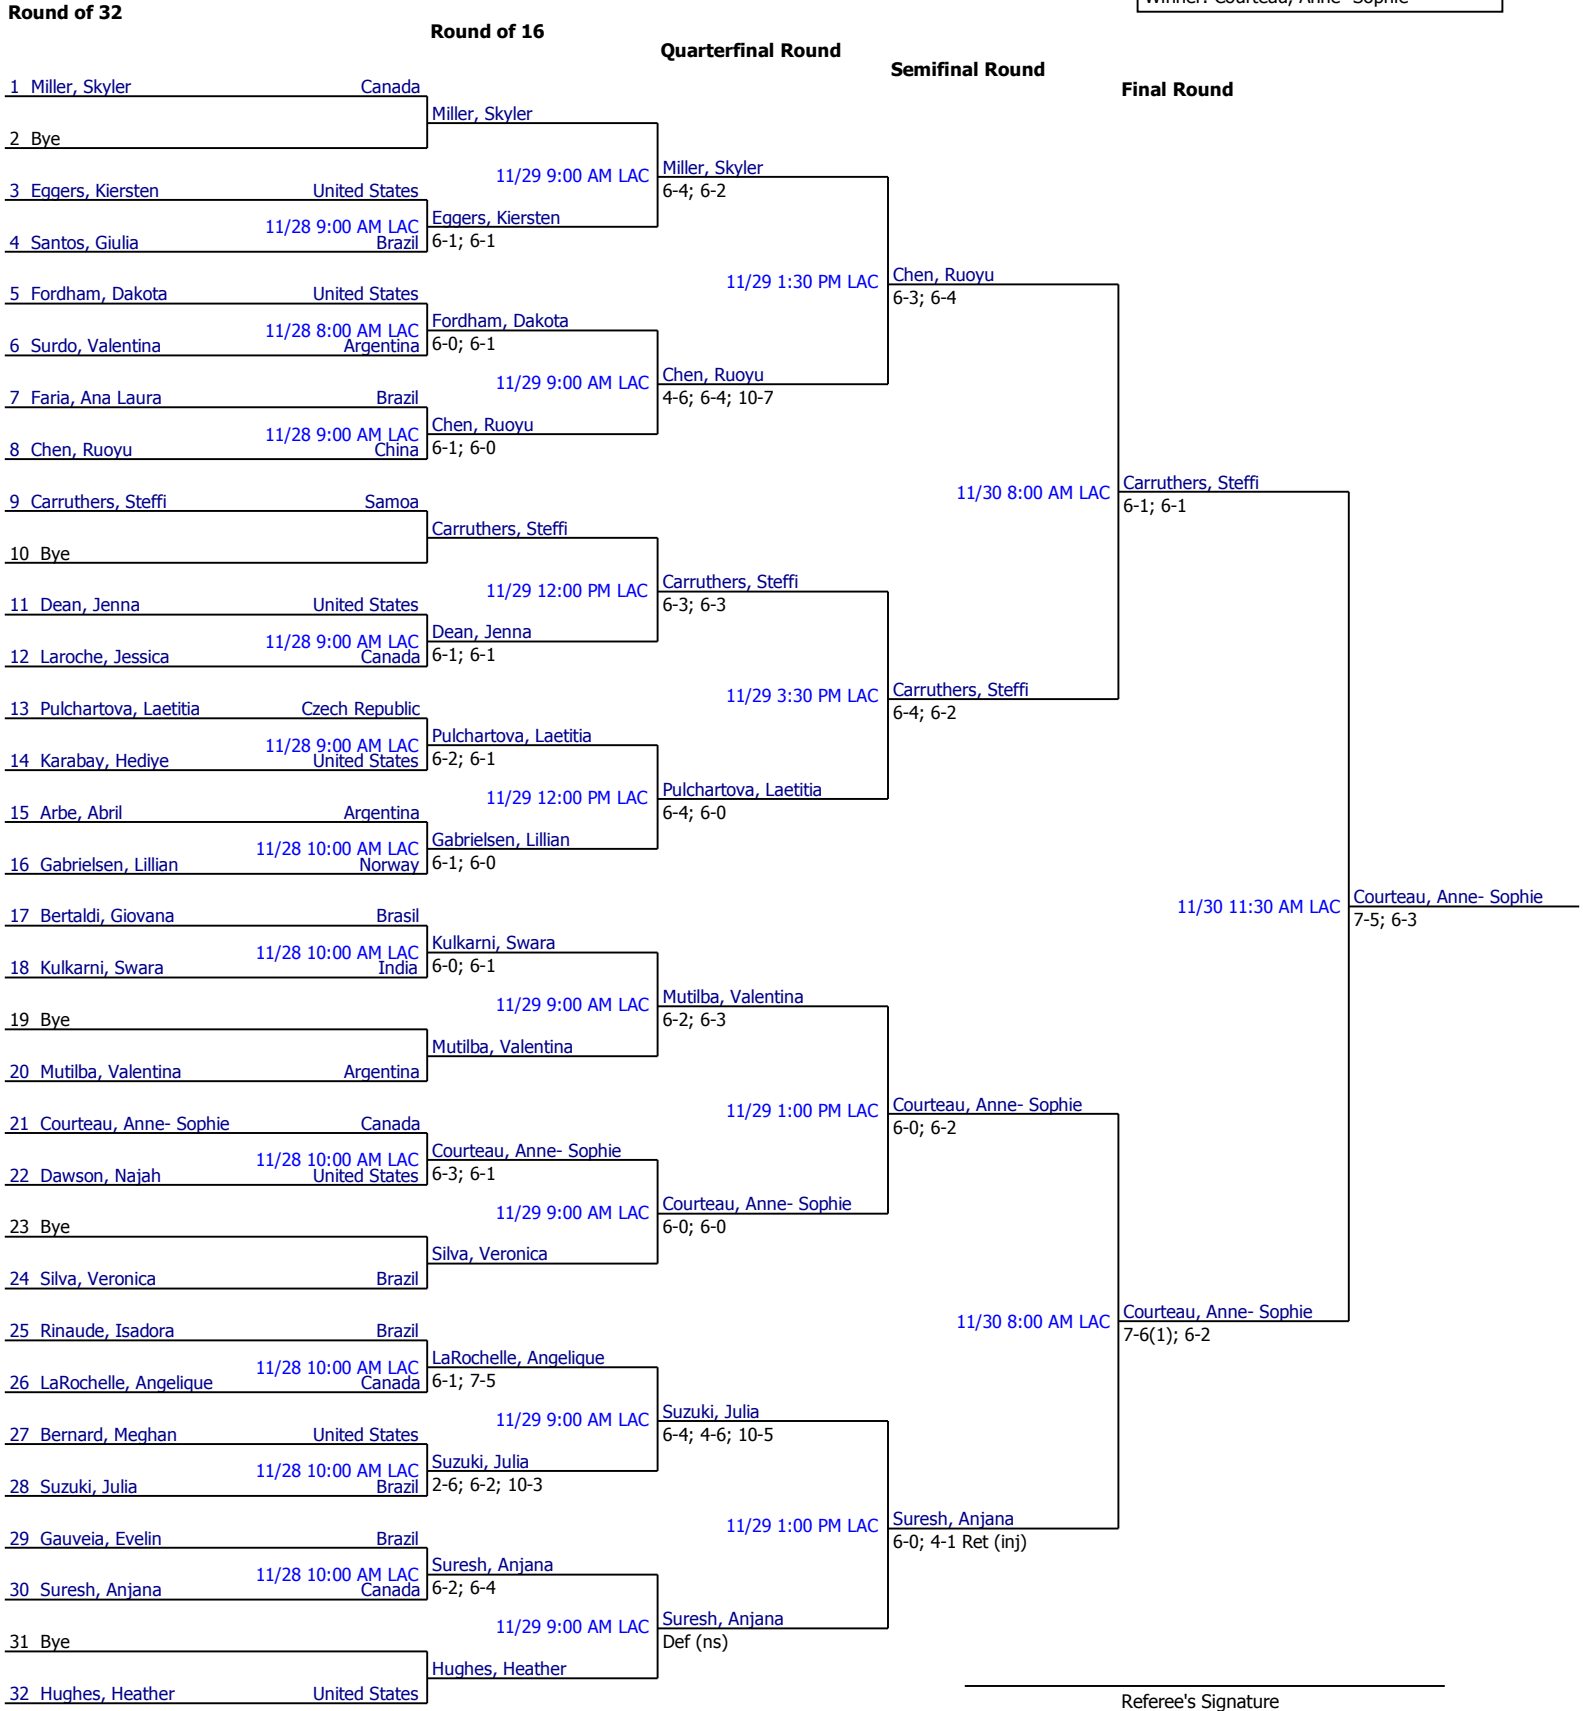 Winner: Courteau, Anne- Sophie
Round of 32
Round of 16
Quarterfinal Round
Semifinal Round
Final Round
1 Miller, Skyler Canada
Miller, Skyler
2 Bye
11/29 9:00 AM LAC Miller, Skyler
6-4; 6-2
3 Eggers, Kiersten United States
11/28 9:00 AM LAC Eggers, Kiersten
4 Santos, Giulia Brazil 6-1; 6-1
11/29 1:30 PM LAC Chen, Ruoyu
6-3; 6-4
5 Fordham, Dakota United States
11/28 8:00 AM LAC Fordham, Dakota
6 Surdo, Valentina Argentina 6-0; 6-1
11/29 9:00 AM LAC Chen, Ruoyu
4-6; 6-4; 10-7
7 Faria, Ana Laura Brazil
11/28 9:00 AM LAC Chen, Ruoyu
8 Chen, Ruoyu China 6-1; 6-0
11/30 8:00 AM LAC Carruthers, Steffi
6-1; 6-1
9 Carruthers, Steffi Samoa
Carruthers, Steffi
10 Bye
11/29 12:00 PM LAC Carruthers, Steffi
6-3; 6-3
11 Dean, Jenna United States
11/28 9:00 AM LAC Dean, Jenna
12 Laroche, Jessica Canada 6-1; 6-1
11/29 3:30 PM LAC Carruthers, Steffi
6-4; 6-2
13 Pulchartova, Laetitia Czech Republic
11/28 9:00 AM LAC Pulchartova, Laetitia
14 Karabay, Hediye United States 6-2; 6-1
11/29 12:00 PM LAC Pulchartova, Laetitia
6-4; 6-0
15 Arbe, Abril Argentina
11/28 10:00 AM LAC Gabrielsen, Lillian
16 Gabrielsen, Lillian Norway 6-1; 6-0
11/30 11:30 AM LAC Courteau, Anne- Sophie
7-5; 6-3
17 Bertaldi, Giovana Brasil
11/28 10:00 AM LAC Kulkarni, Swara
18 Kulkarni, Swara India 6-0; 6-1
11/29 9:00 AM LAC Mutilba, Valentina
6-2; 6-3
19 Bye
Mutilba, Valentina
20 Mutilba, Valentina Argentina
11/29 1:00 PM LAC Courteau, Anne- Sophie
6-0; 6-2
21 Courteau, Anne- Sophie Canada
11/28 10:00 AM LAC Courteau, Anne- Sophie
22 Dawson, Najah United States 6-3; 6-1
11/29 9:00 AM LAC Courteau, Anne- Sophie
6-0; 6-0
23 Bye
Silva, Veronica
24 Silva, Veronica Brazil
11/30 8:00 AM LAC Courteau, Anne- Sophie
7-6(1); 6-2
25 Rinaude, Isadora Brazil
11/28 10:00 AM LAC LaRochelle, Angelique
26 LaRochelle, Angelique Canada 6-1; 7-5
11/29 9:00 AM LAC Suzuki, Julia
6-4; 4-6; 10-5
27 Bernard, Meghan United States
11/28 10:00 AM LAC Suzuki, Julia
28 Suzuki, Julia Brazil 2-6; 6-2; 10-3
11/29 1:00 PM LAC Suresh, Anjana
6-0; 4-1 Ret (inj)
29 Gauveia, Evelin Brazil
11/28 10:00 AM LAC Suresh, Anjana
30 Suresh, Anjana Canada 6-2; 6-4
11/29 9:00 AM LAC Suresh, Anjana
Def (ns)
31 Bye
Hughes, Heather
32 Hughes, Heather United States
Referee's Signature